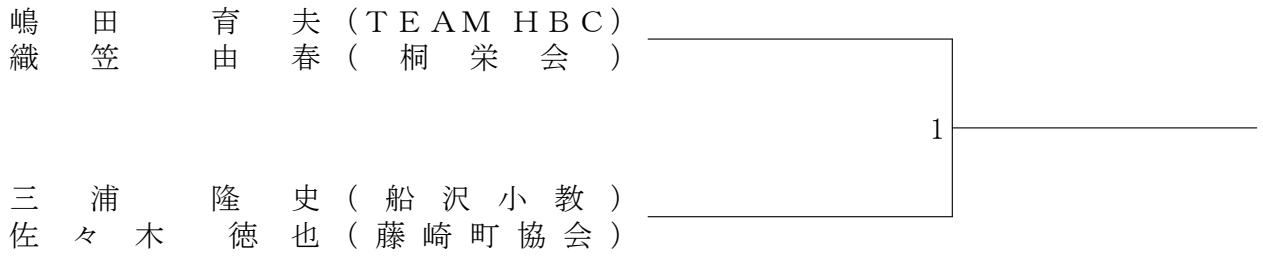 嶋田 育夫(TEAM HBC)
織笠 由春(桐栄会)
1
三浦 隆史(船沢小教)
佐々木 徳也(藤崎町協会)